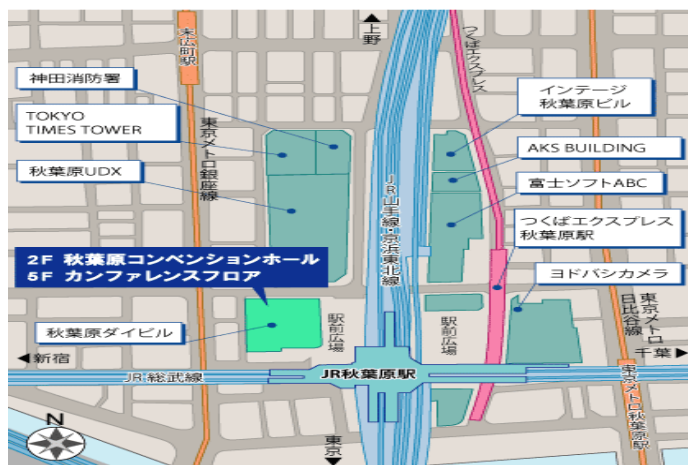 上野
末広町駅
つくばエクスプレス
神田消防署
TOKYO
TIMES TOWER
秋葉原UDX
東京メトロ銀座線
JR山手線・京浜東北線
インテージ
秋葉原ビル
AKS BUILDING
富士ソフトABC
つくばエクスプレス
秋葉原駅
ヨドバシカメラ
2F 秋葉原コンベンションホール
5F カンファレンスフロア
秋葉原ダイビル
駅前広場
駅前広場
東京メトロ
日比谷線
新宿
千葉
JR総武線
JR秋葉原駅
東京メトロ秋葉原駅
N
東京